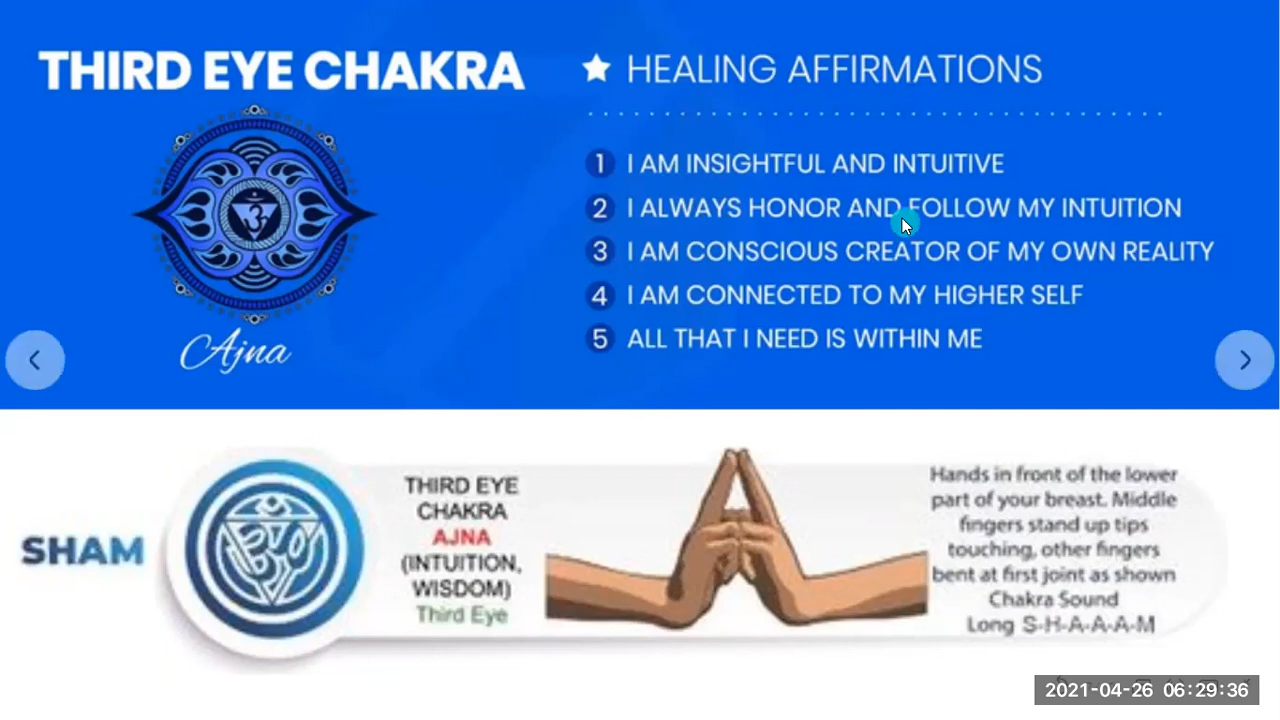 THIRD EYE CHAKRA
Ajna
HEALING AFFIRMATIONS
1 I AM INSIGHTFUL AND INTUITIVE
2 I ALWAYS HONOR AND FOLLOW MY INTUITION
3 I AM CONSCIOUS CREATOR OF MY OWN REALITY
4 I AM CONNECTED TO MY HIGHER SELF
5 ALL THAT I NEED IS WITHIN ME
SHAM
THIRD EYE
CHAKRA
AJNA
(INTUITION,
WISDOM)
Third Eye
Hands in front of the lower
part of your breast. Middle
fingers stand up tips
touching, other fingers
bent at first joint as shown
Chakra Sound
Long S-H-A-A-A-M
2021-04-26 06:29:36